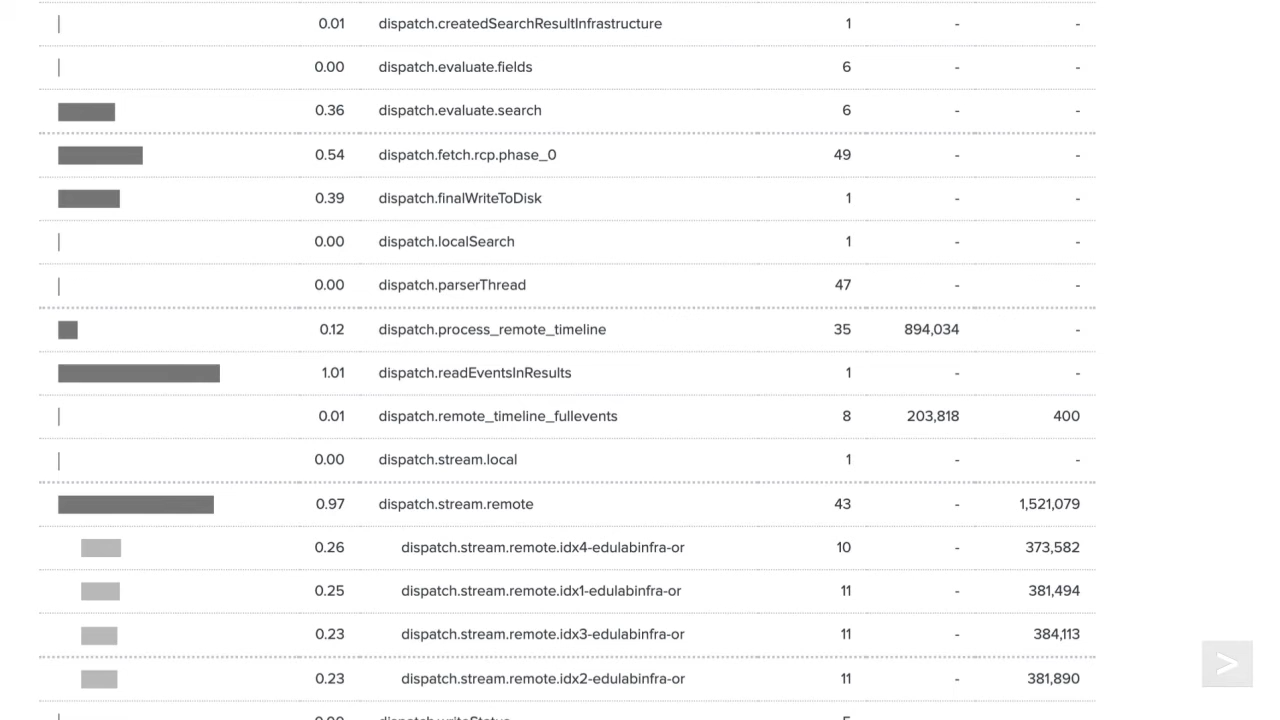 0.01 dispatch.createdSearchResultInfrastructure 1 - -
0.00 dispatch.evaluate.fields 6 - -
0.36 dispatch.evaluate.search 6 - -
0.54 dispatch.fetch.rcp.phase_0 49 - -
0.39 dispatch.finalWriteToDisk 1 - -
0.00 dispatch.localSearch 1 - -
0.00 dispatch.parserThread 47 - -
0.12 dispatch.process_remote_timeline 35 894,034 -
1.01 dispatch.readEventsInResults 1 - -
0.01 dispatch.remote_timeline_fullevents 8 203,818 400
0.00 dispatch.stream.local 1 - -
0.97 dispatch.stream.remote 43 - 1,521,079
0.26 dispatch.stream.remote.idx4-edulabinfra-or 10 - 373,582
0.25 dispatch.stream.remote.idx1-edulabinfra-or 11 - 381,494
0.23 dispatch.stream.remote.idx3-edulabinfra-or 11 - 384,113
0.23 dispatch.stream.remote.idx2-edulabinfra-or 11 - 381,890
>